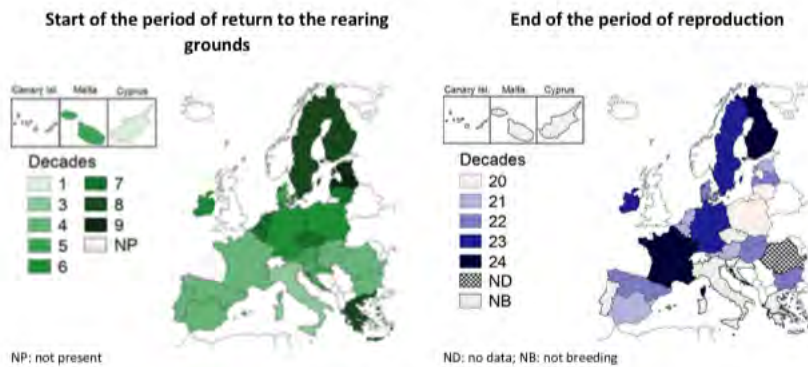 Start of the period of return to the rearing
grounds
Canary Isl. Malta Cyprus
Decades
1 7
3 8
4 9
5 NP
6
NP: not present
End of the period of reproduction
Canary Isl. Malta Cyprus
Decades
20
21
22
23
24
ND
NB
ND: no data; NB: not breeding